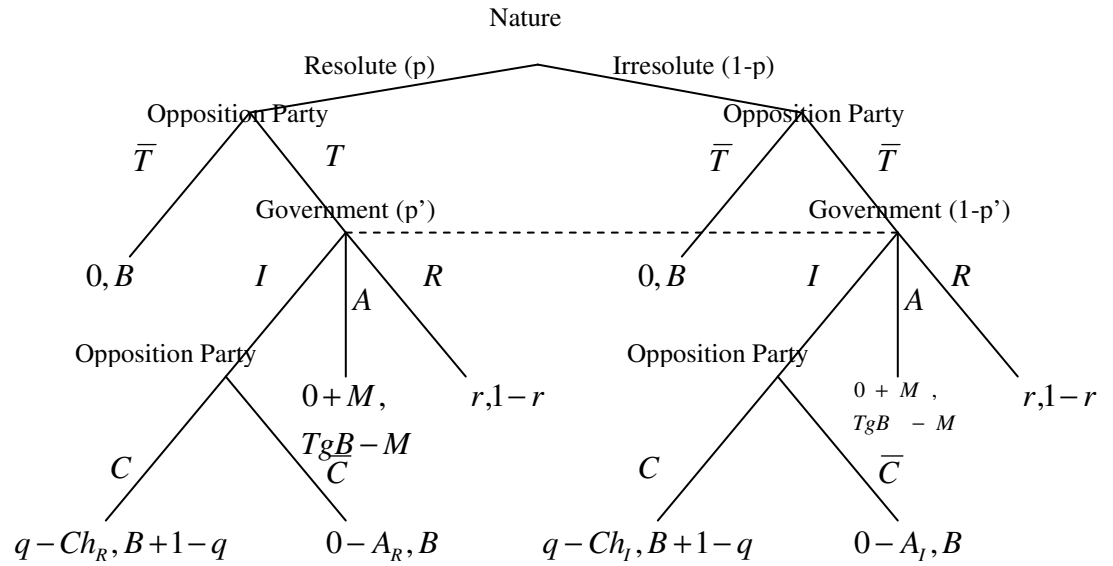 Nature
Resolute (p) Irresolute (1-p)
Opposition Party Opposition Party
T̅ T T̅ T̅
Government (p’) Government (1-p’)
0, B I R 0, B I R
A A
Opposition Party Opposition Party
0 + M , r,1− r 0 + M , r,1− r
TgB − M TgB − M
C C̅ C C̅
q − Ch_R, B +1− q 0 − A_R, B q − Ch_I, B +1− q 0 − A_I, B